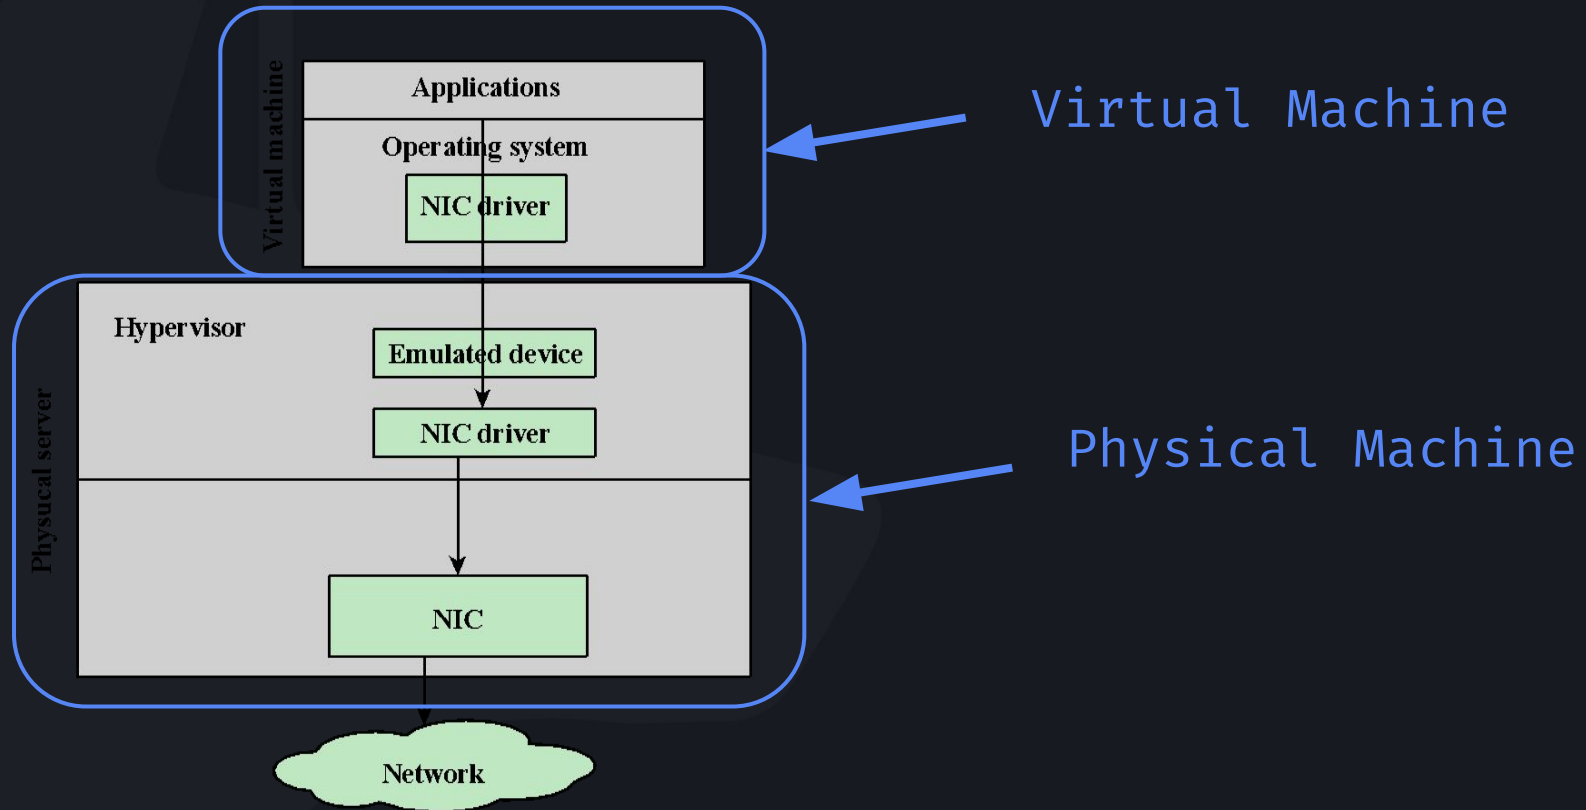 Virtual machine
Applications
Operating system
NIC driver
Virtual Machine
Physucal server
Hypervisor
Emulated device
NIC driver
NIC
Physical Machine
Network